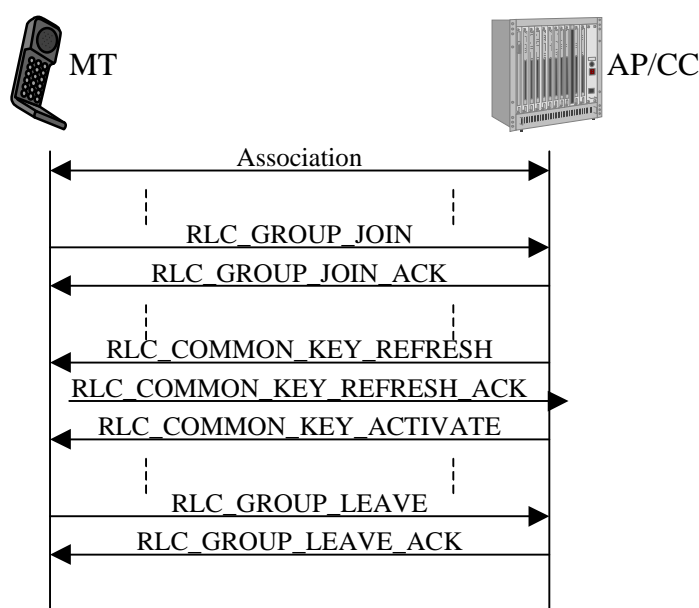 MT
AP/CC
Association
RLC_GROUP_JOIN
RLC_GROUP_JOIN_ACK
RLC_COMMON_KEY_REFRESH
RLC_COMMON_KEY_REFRESH_ACK
RLC_COMMON_KEY_ACTIVATE
RLC_GROUP_LEAVE
RLC_GROUP_LEAVE_ACK